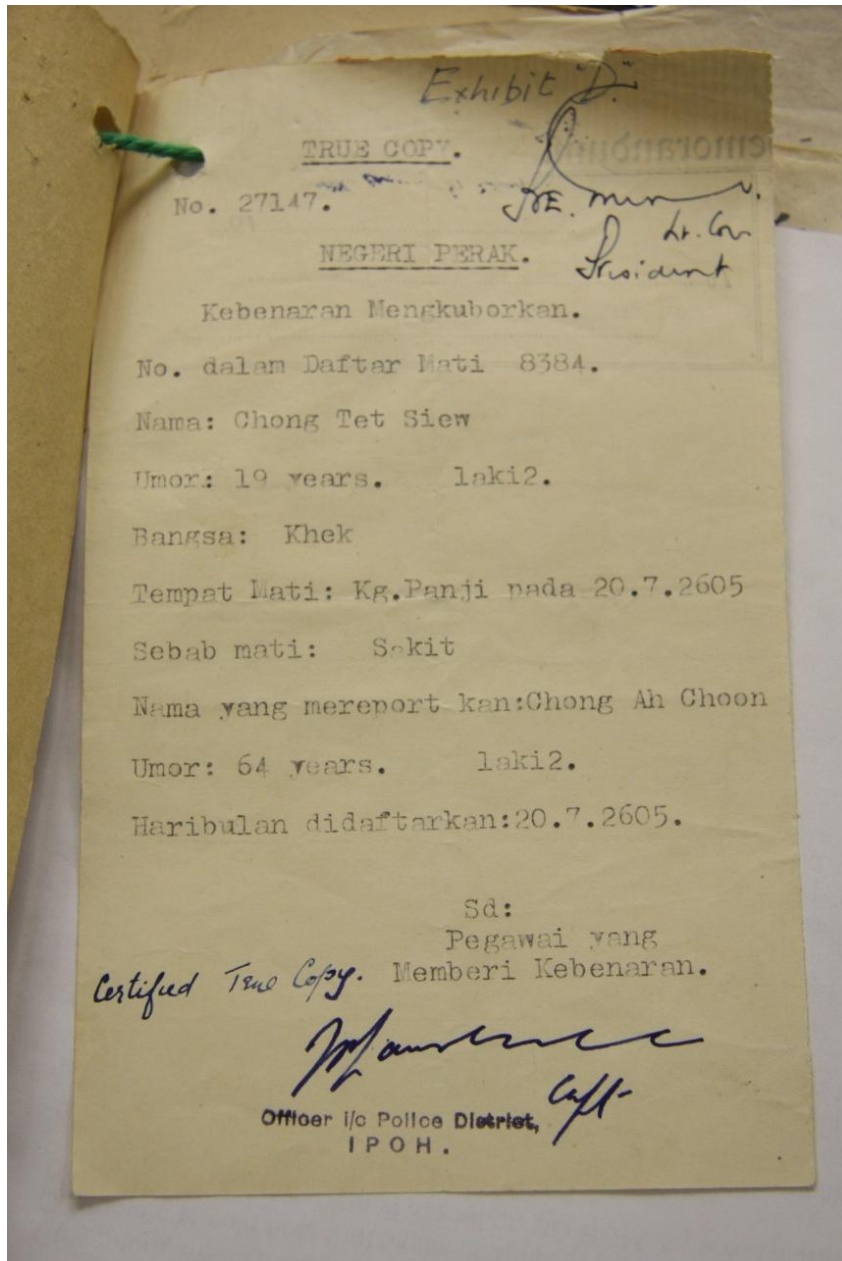 Exhibit "D."
TRUE COPY.
No. 27147.
President
NEGERI PERAK.
Kebenaran Mengkuborkan.
No. dalam Daftar Mati 8384.
Nama: Chong Tet Siew
Umor: 19 years. laki2.
Bangsa: Khek
Tempat Mati: Kg.Panji pada 20.7.2605
Sebab mati: Sakit
Nama yang mereport kan:Chong Ah Choon
Umor: 64 years. laki2.
Haribulan didaftarkan:20.7.2605.
Sd:
Pegawai yang
Memberi Kebenaran.
Certified True Copy.
Capt
Officer i/c Police District,
IPOH.